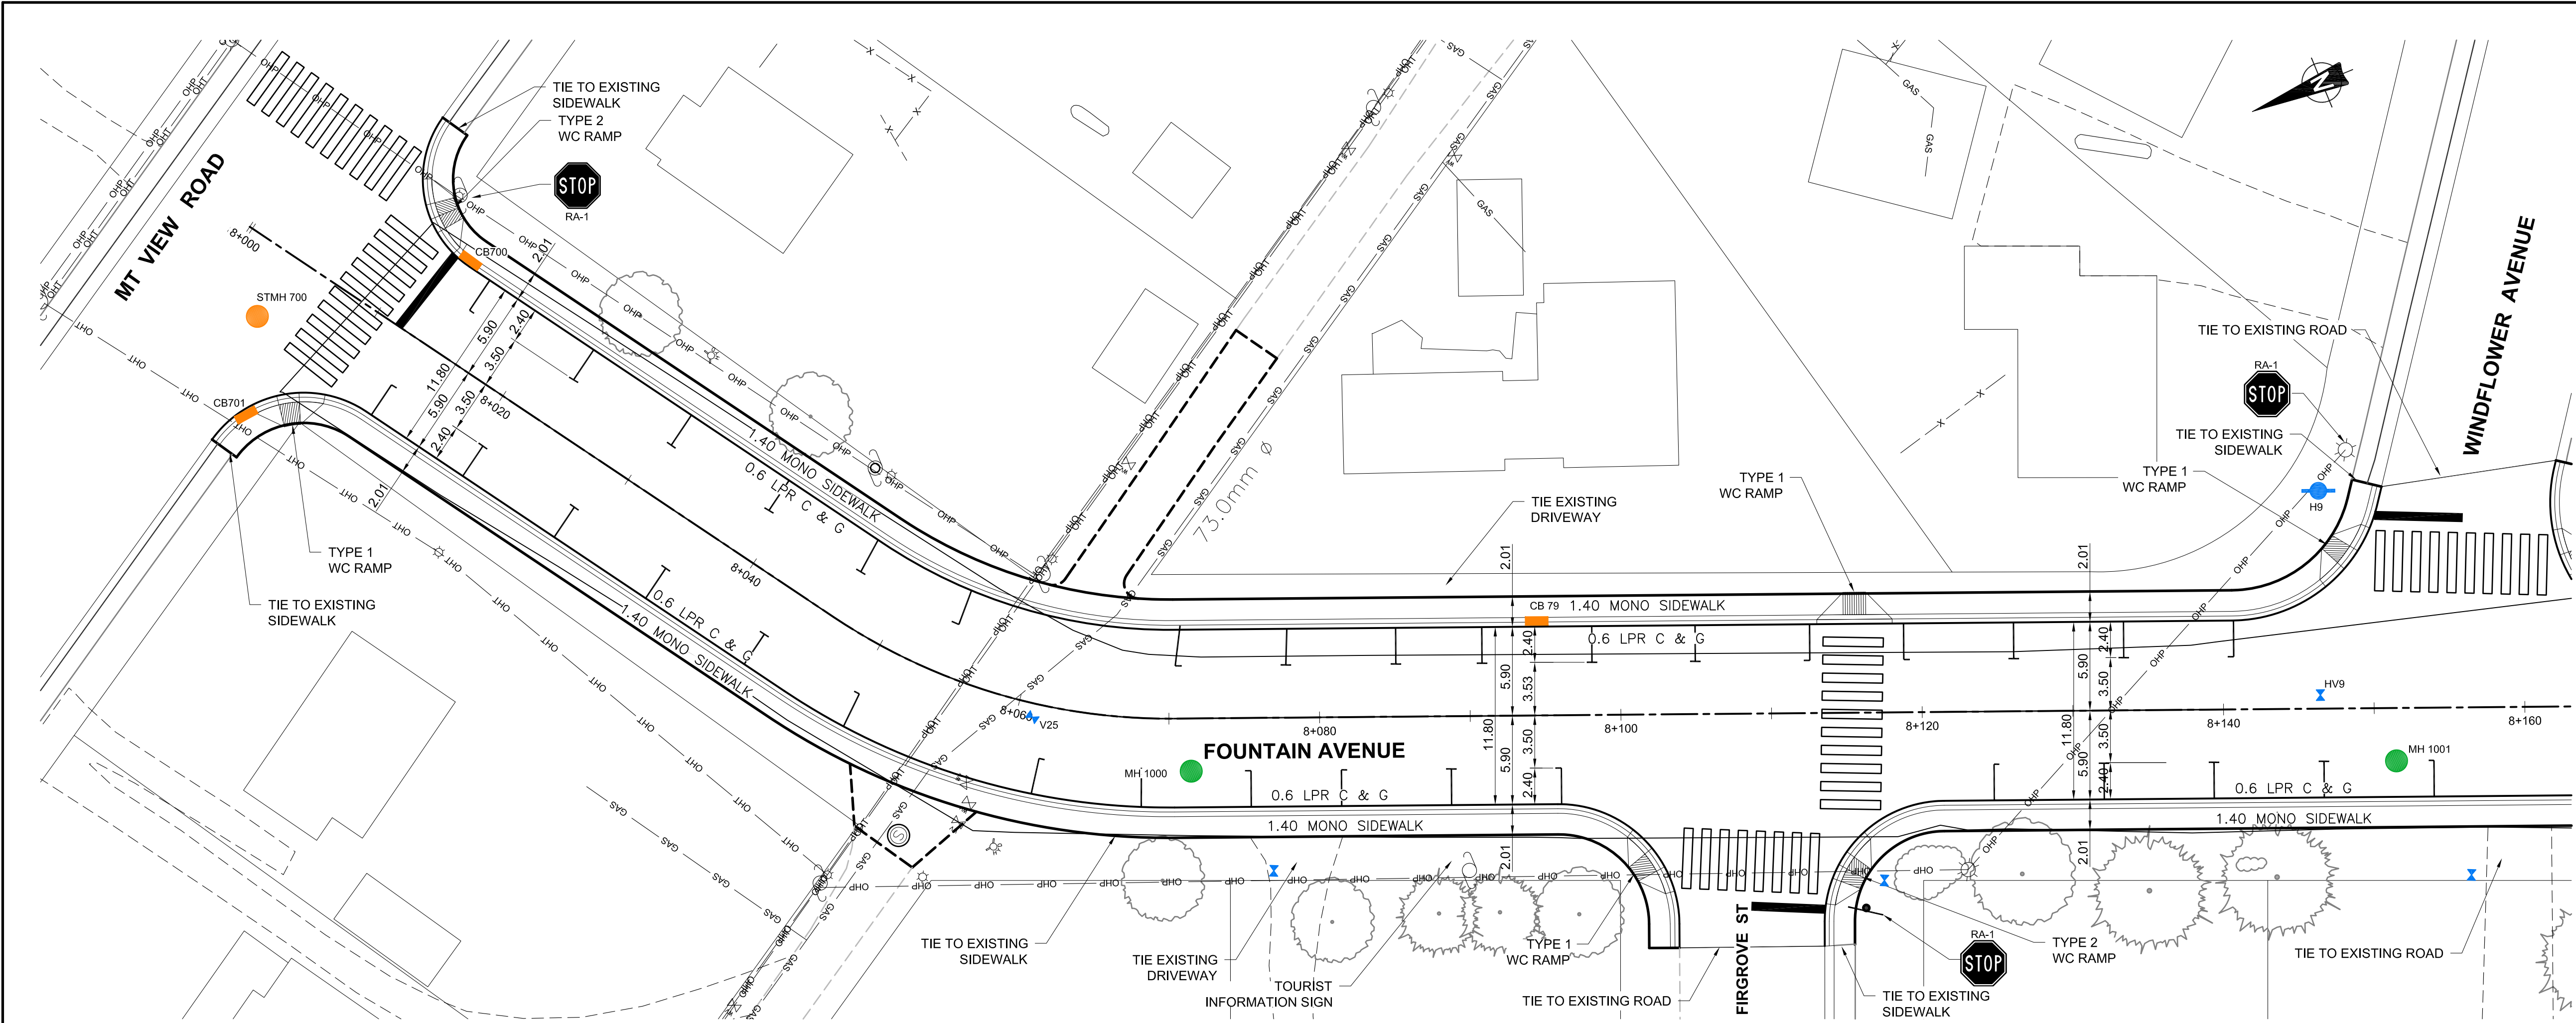 MT VIEW ROAD
TIE TO EXISTING
SIDEWALK
TYPE 2
WC RAMP
STOP
RA-1
8+000
STMH 700
CB700
CB701
2.01
5.90
2.40
11.80
3.50
5.90
3.50
2.40
2.01
8+020
TYPE 1
WC RAMP
TIE TO EXISTING
SIDEWALK
1.40 MONO SIDEWALK
0.6 LPR C & G
0.6 LPR C & G
1.40 MONO SIDEWALK
8+040
8+060
V25
73.0mm ø
OHP
OHT
GAS
X
S
N
TIE EXISTING
DRIVEWAY
TYPE 1
WC RAMP
2.01
CB 79
1.40 MONO SIDEWALK
0.6 LPR C & G
2.40
5.90
3.53
11.80
3.50
5.90
2.40
2.01
8+080
8+100
8+120
8+140
8+160
FOUNTAIN AVENUE
MH 1000
0.6 LPR C & G
1.40 MONO SIDEWALK
TIE TO EXISTING
SIDEWALK
TIE EXISTING
DRIVEWAY
TOURIST
INFORMATION SIGN
TYPE 1
WC RAMP
TIE TO EXISTING ROAD
FIRGROVE ST
TIE TO EXISTING
SIDEWALK
RA-1
STOP
TYPE 2
WC RAMP
TIE TO EXISTING ROAD
2.01
2.40
5.90
3.50
11.80
3.50
5.90
2.40
2.01
HV9
MH 1001
0.6 LPR C & G
1.40 MONO SIDEWALK
TIE TO EXISTING ROAD
RA-1
STOP
TIE TO EXISTING
SIDEWALK
TYPE 1
WC RAMP
H9
WINDFLOWER AVENUE